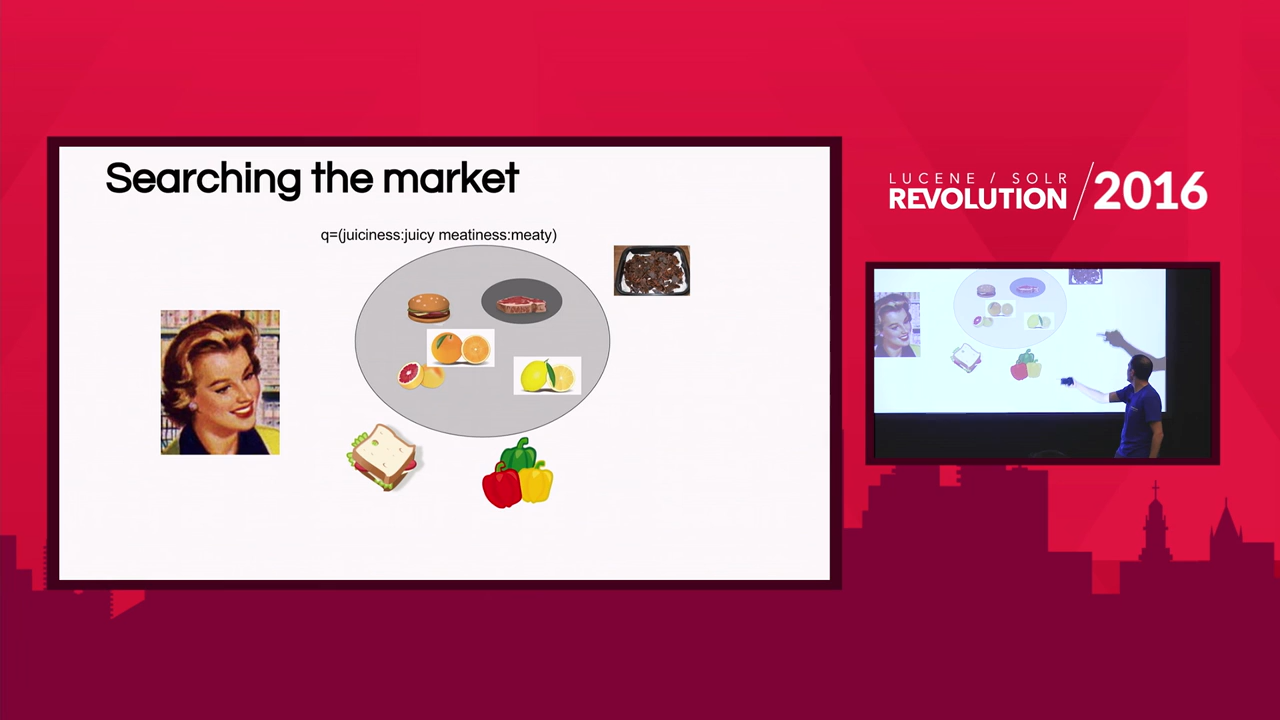 Searching the market
q=(juiciness:juicy meatiness:meaty)
LUCENE / SOLR
REVOLUTION /2016